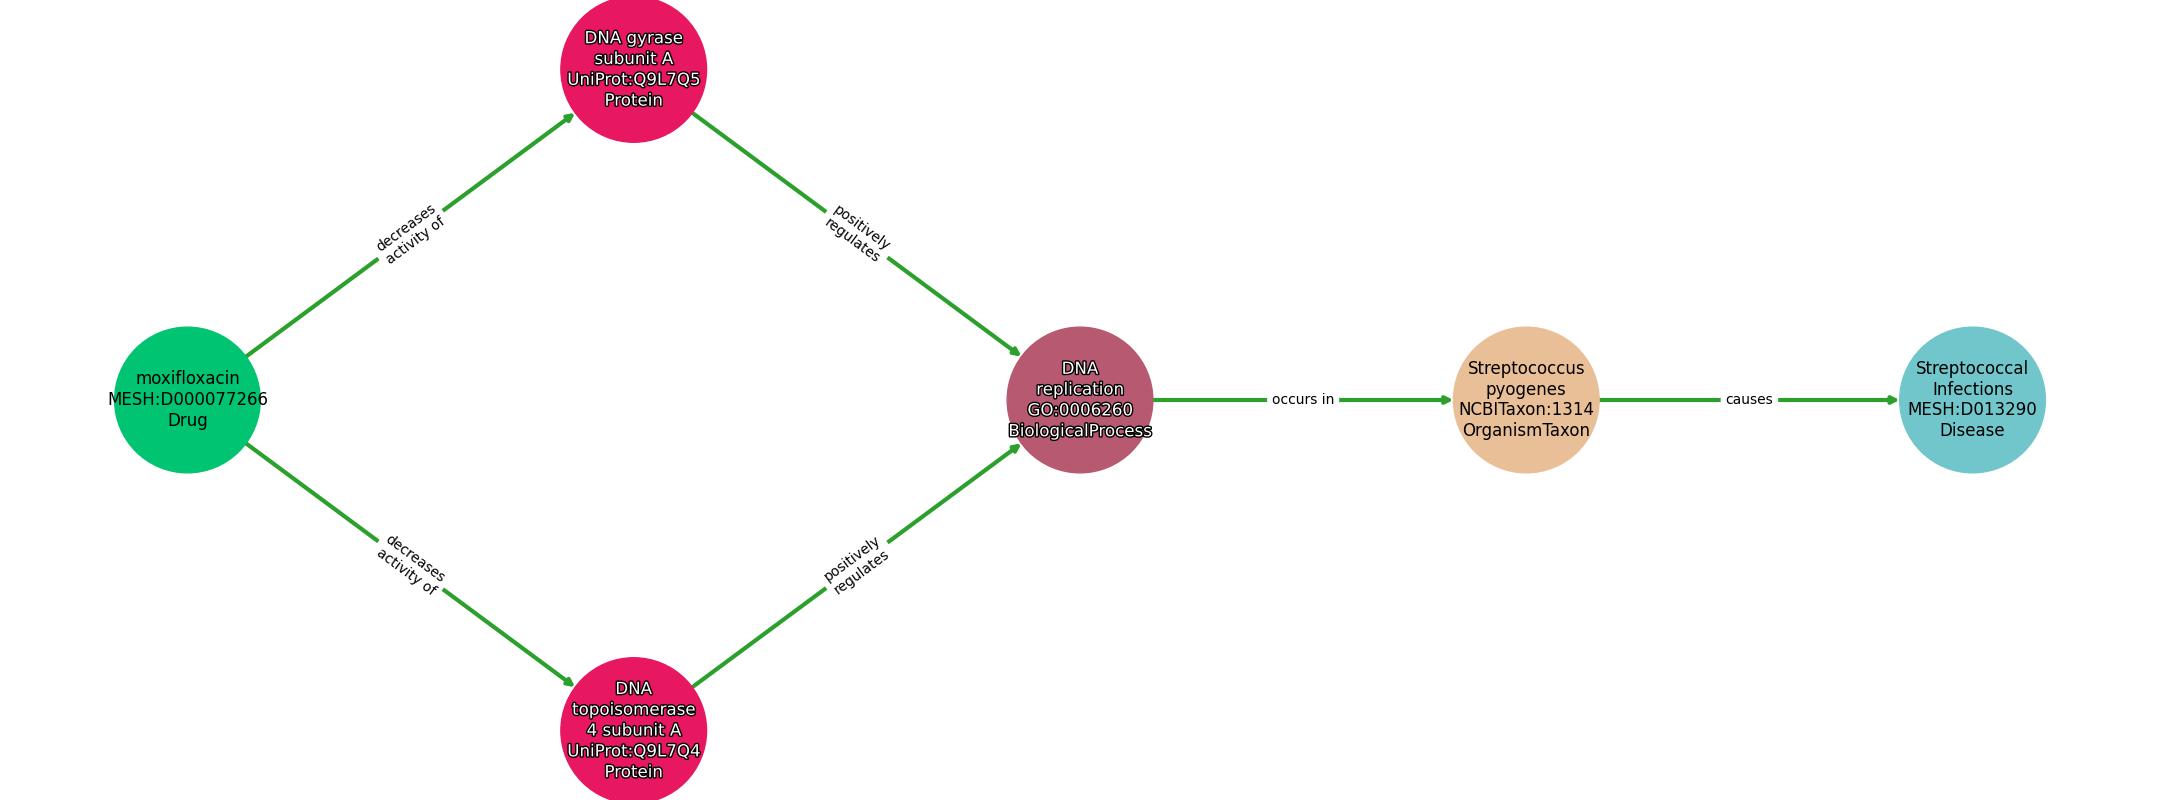 DNA gyrase
subunit A
UniProt:Q9L7Q5
Protein
decreases
activity of
positively
regulates
moxifloxacin
MESH:D000077266
Drug
DNA
replication
GO:0006260
BiologicalProcess
occurs in
Streptococcus
pyogenes
NCBITaxon:1314
OrganismTaxon
causes
Streptococcal
Infections
MESH:D013290
Disease
decreases
activity of
positively
regulates
DNA
topoisomerase
4 subunit A
UniProt:Q9L7Q4
Protein